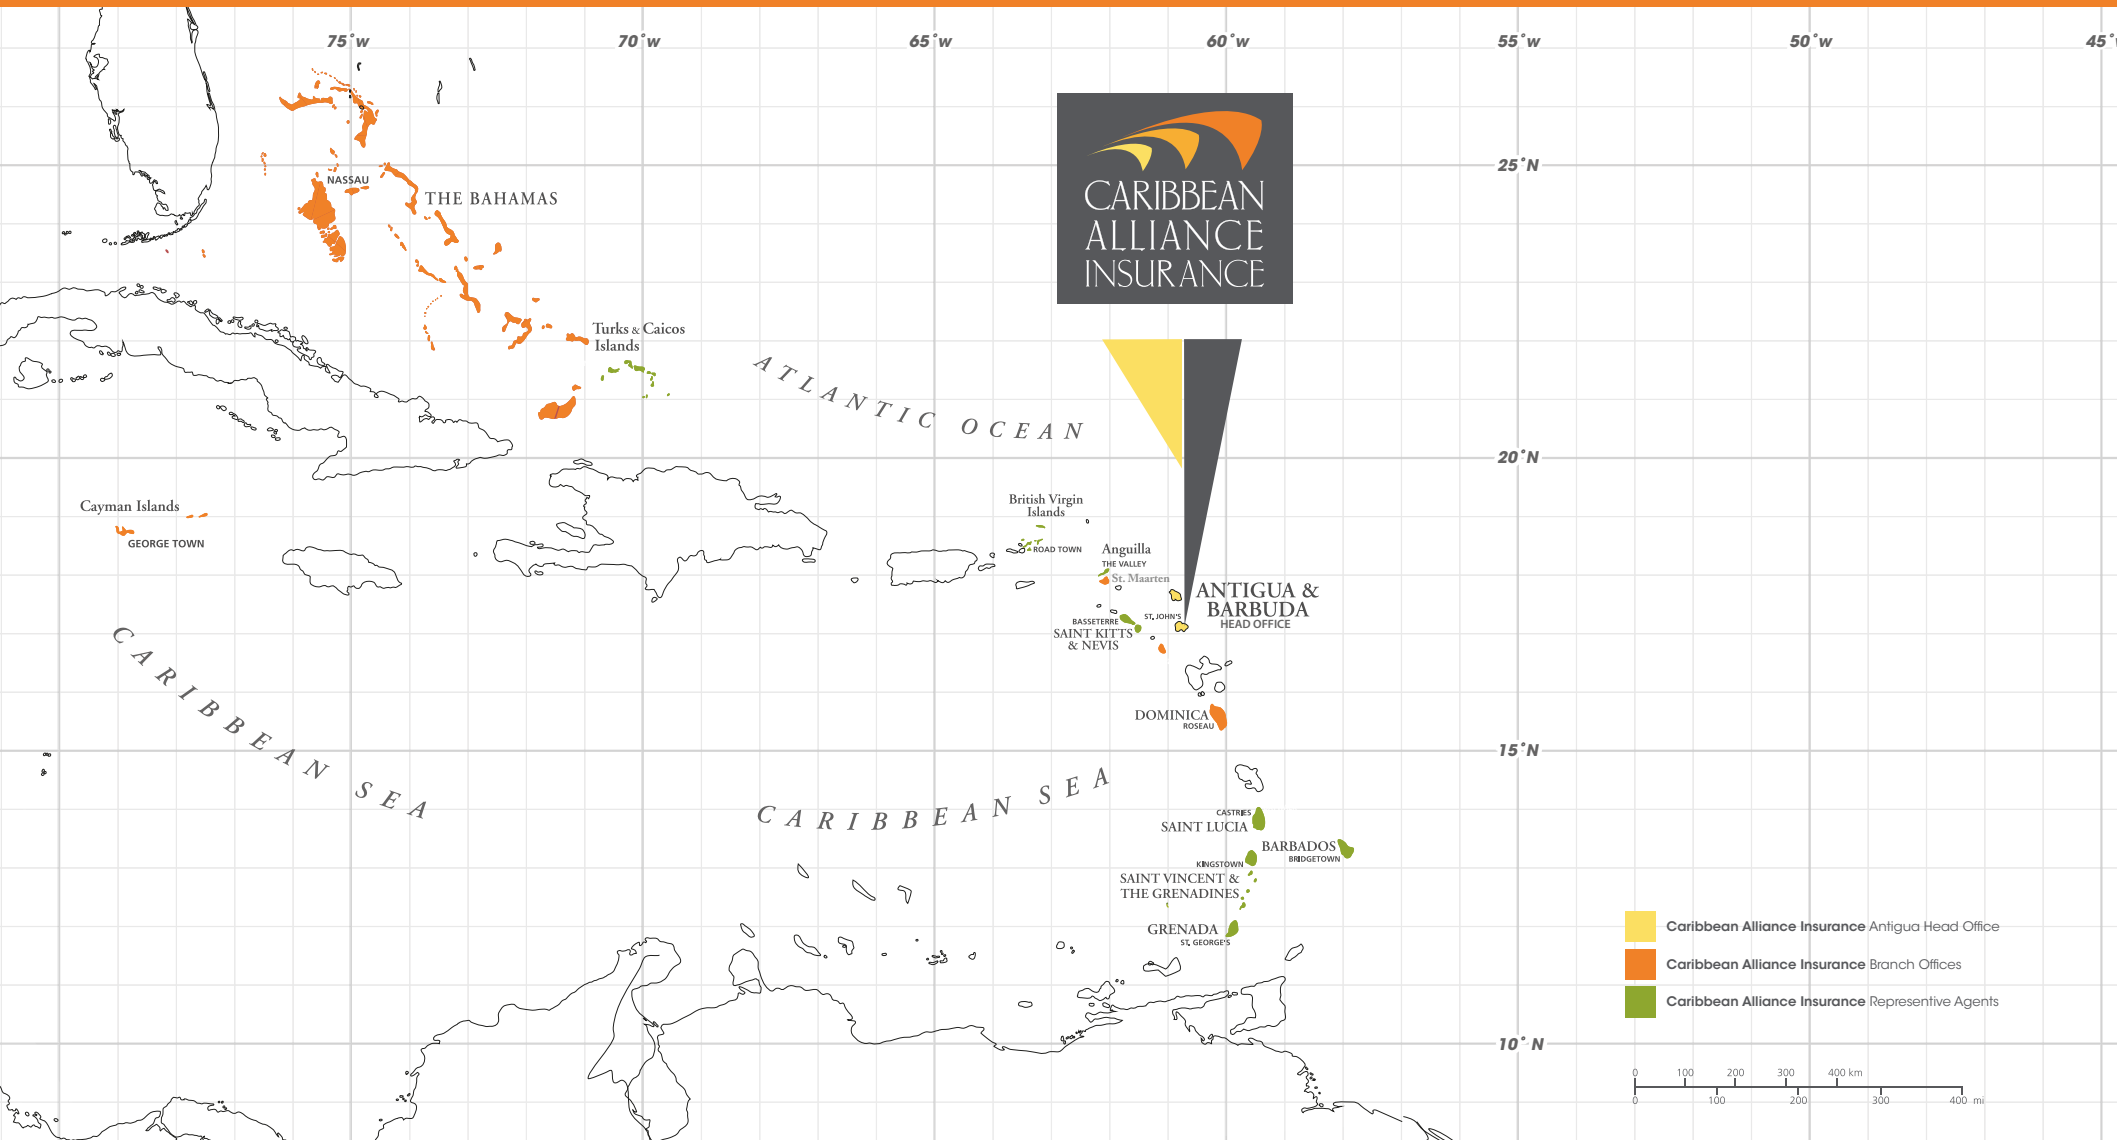 75°W
70°W
65°W
60°W
55°W
50°W
45°
CARIBBEAN
ALLIANCE
INSURANCE
25°N
NASSAU
THE BAHAMAS
Turks & Caicos
Islands
ATLANTIC OCEAN
20°N
Cayman Islands
GEORGE TOWN
British Virgin
Islands
ROAD TOWN
Anguilla
THE VALLEY
St. Maarten
ANTIGUA &
BARBUDA
HEAD OFFICE
ST. JOHN'S
BASSETERRE
SAINT KITTS
& NEVIS
DOMINICA
ROSEAU
15°N
CARIBBEAN SEA
CARIBBEAN SEA
CASTRIES
SAINT LUCIA
BARBADOS
BRIDGETOWN
KINGSTOWN
SAINT VINCENT &
THE GRENADINES
GRENADA
ST. GEORGE'S
10°N
Caribbean Alliance Insurance Antigua Head Office
Caribbean Alliance Insurance Branch Offices
Caribbean Alliance Insurance Representive Agents
0 100 200 300 400 km
0 100 200 300 400 mi